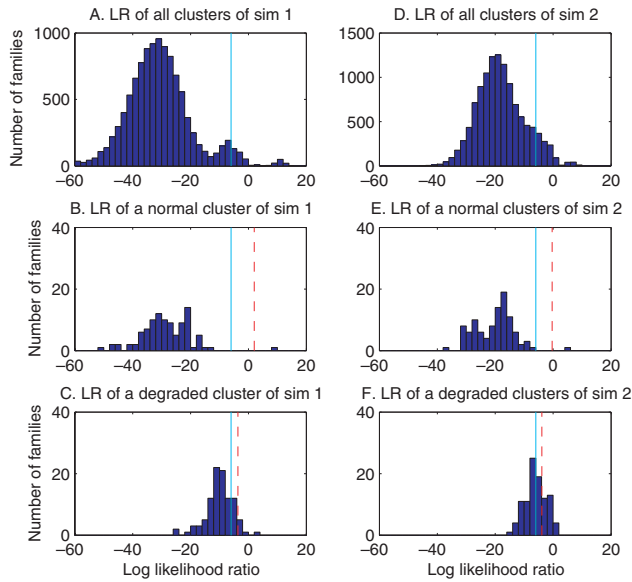 A. LR of all clusters of sim 1
Number of families
1000
500
0
−60 −40 −20 0 20
D. LR of all clusters of sim 2
1500
1000
500
0
−60 −40 −20 0 20
B. LR of a normal cluster of sim 1
Number of families
40
20
0
−60 −40 −20 0 20
E. LR of a normal clusters of sim 2
40
20
0
−60 −40 −20 0 20
C. LR of a degraded cluster of sim 1
Number of families
40
20
0
−60 −40 −20 0 20
Log likelihood ratio
F. LR of a degraded clusters of sim 2
40
20
0
−60 −40 −20 0 20
Log likelihood ratio